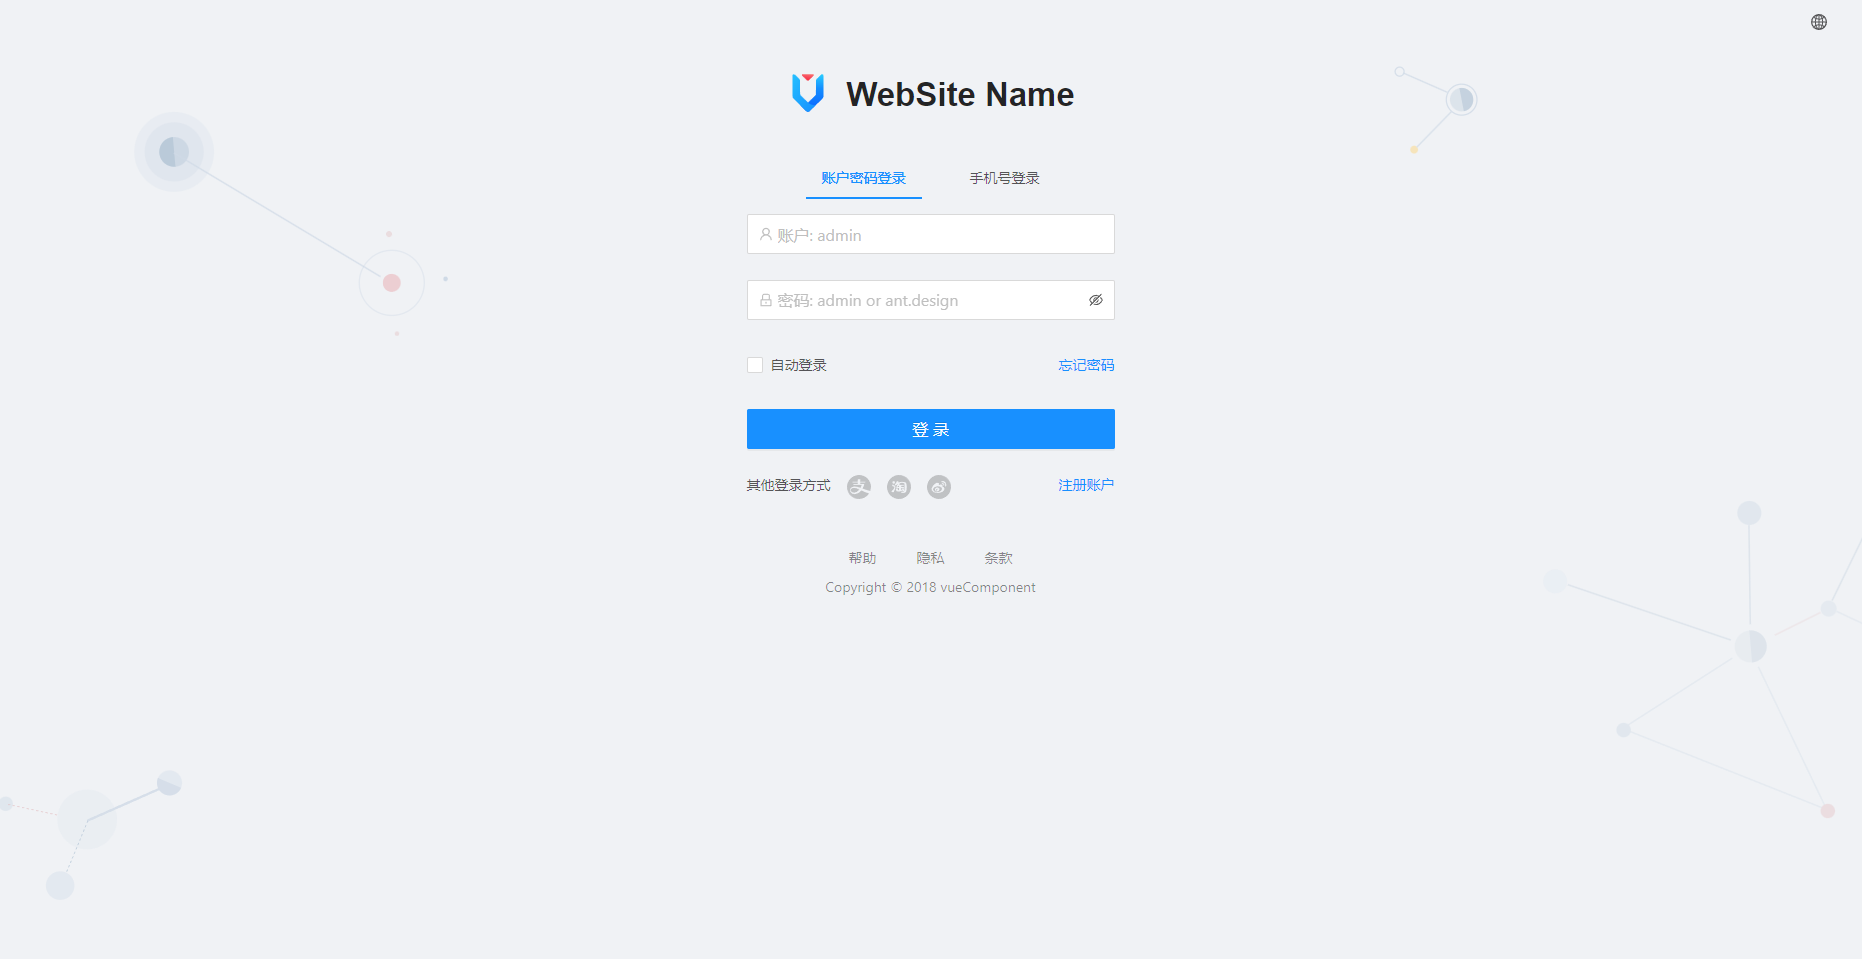 WebSite Name
账户密码登录 手机号登录
账户: admin
密码: admin or ant.design
自动登录 忘记密码
登 录
其他登录方式 支 淘 注册账户
帮助 隐私 条款
Copyright © 2018 vueComponent